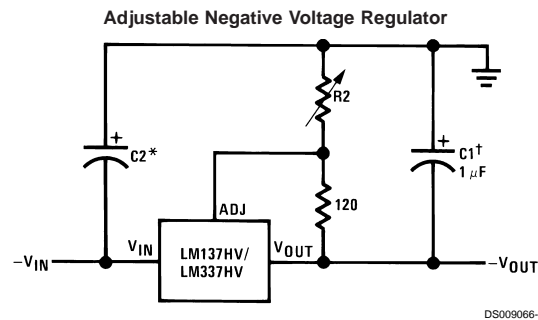 Adjustable Negative Voltage Regulator
R2
+
C2*
+
C1†
1 μF
ADJ
120
−VIN
VIN
LM137HV/
LM337HV
VOUT
−VOUT
DS009066-